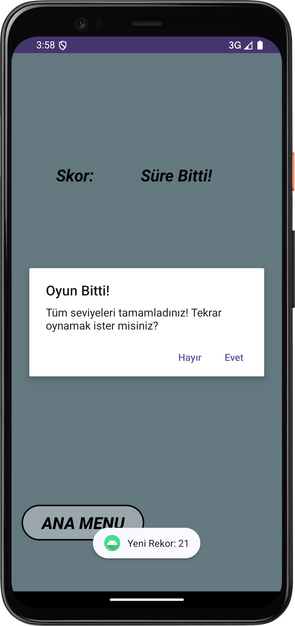 3:58
3G
Skor:
Süre Bitti!
Oyun Bitti!
Tüm seviyeleri tamamladınız! Tekrar
oynamak ister misiniz?
Hayır
Evet
ANA MENU
Yeni Rekor: 21